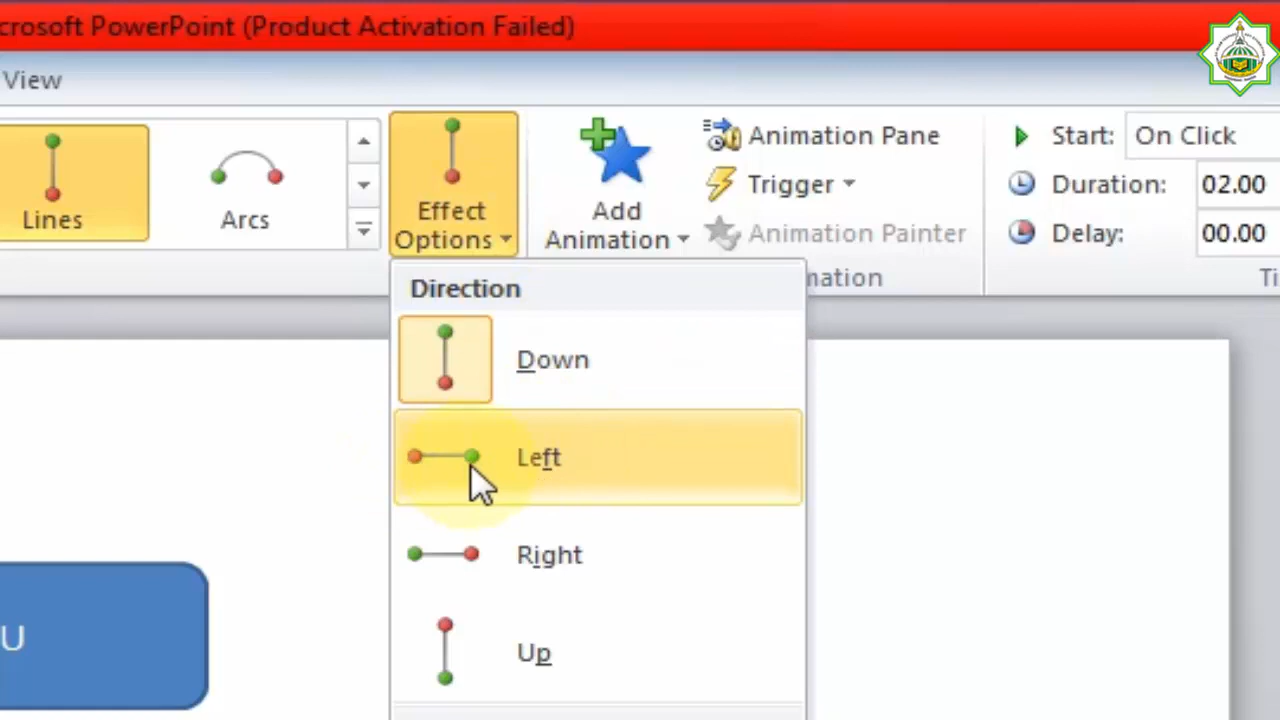 crosoft PowerPoint (Product Activation Failed)
View
Lines
Arcs
Effect
Options
Add
Animation
Animation Pane
Trigger
Animation Painter
mation
Start: On Click
Duration: 02.00
Delay: 00.00
Ti
Direction
Down
Left
Right
Up
U